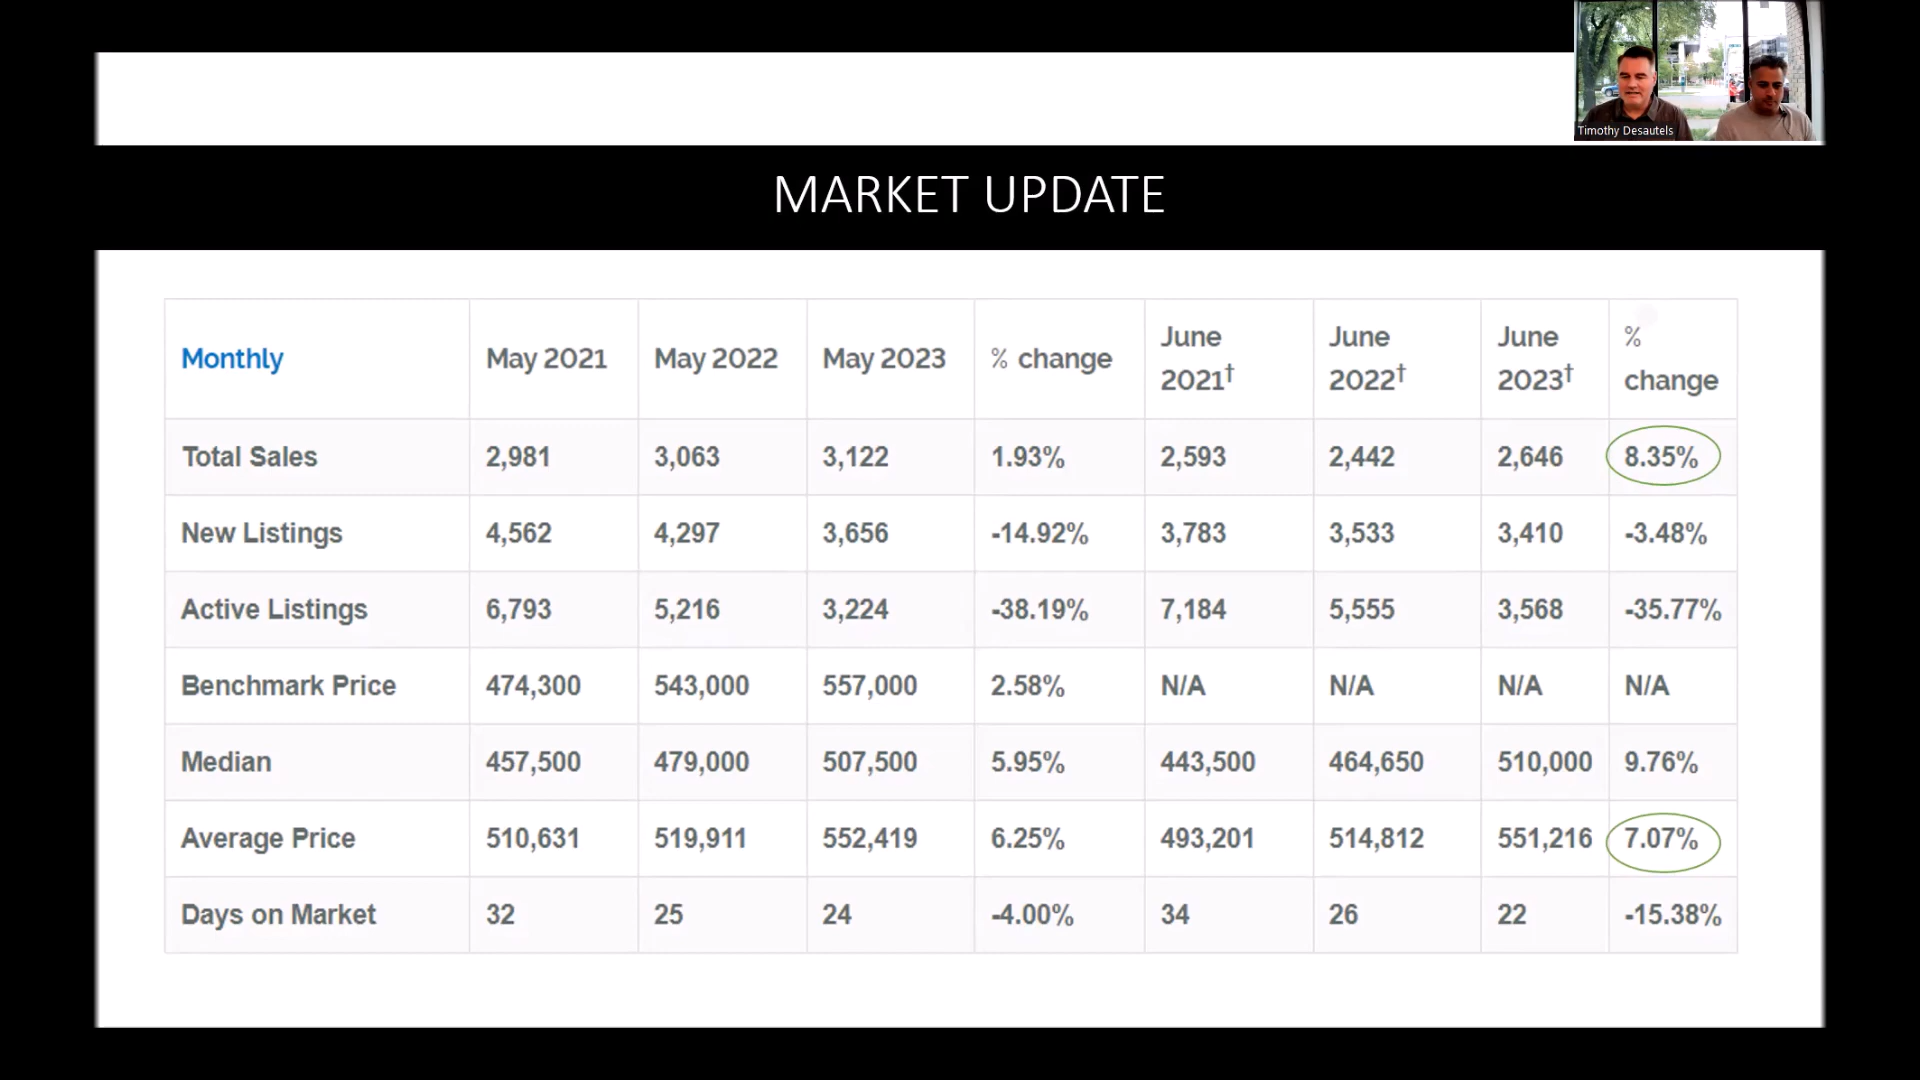 Timothy Desautels
MARKET UPDATE
Monthly May 2021 May 2022 May 2023 % change June 2021† June 2022† June 2023† % change
Total Sales 2,981 3,063 3,122 1.93% 2,593 2,442 2,646 8.35%
New Listings 4,562 4,297 3,656 -14.92% 3,783 3,533 3,410 -3.48%
Active Listings 6,793 5,216 3,224 -38.19% 7,184 5,555 3,568 -35.77%
Benchmark Price 474,300 543,000 557,000 2.58% N/A N/A N/A N/A
Median 457,500 479,000 507,500 5.95% 443,500 464,650 510,000 9.76%
Average Price 510,631 519,911 552,419 6.25% 493,201 514,812 551,216 7.07%
Days on Market 32 25 24 -4.00% 34 26 22 -15.38%